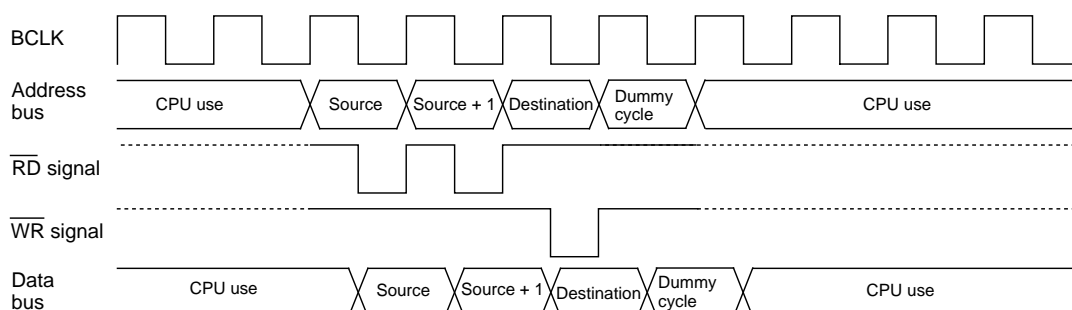 BCLK
Address
bus
CPU use
Source
Source + 1
Destination
Dummy
cycle
CPU use
RD signal
WR signal
Data
bus
CPU use
Source
Source + 1
Destination
Dummy
cycle
CPU use